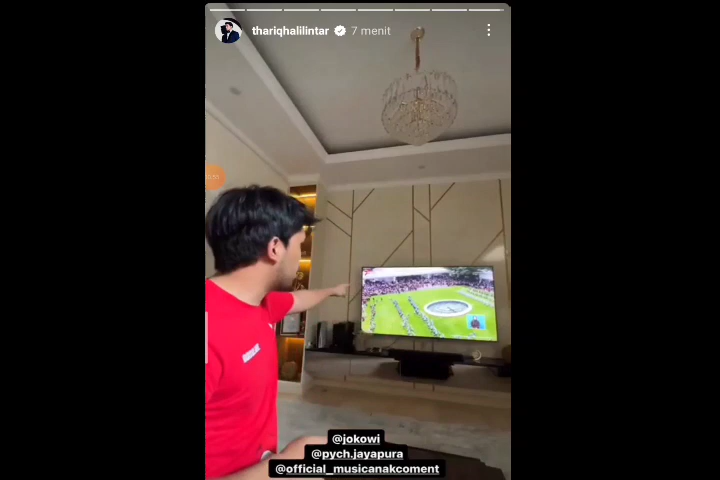 thariqhalilintar
7 menit
@jokowi
@pych.jayapura
@official_musicanakcoment